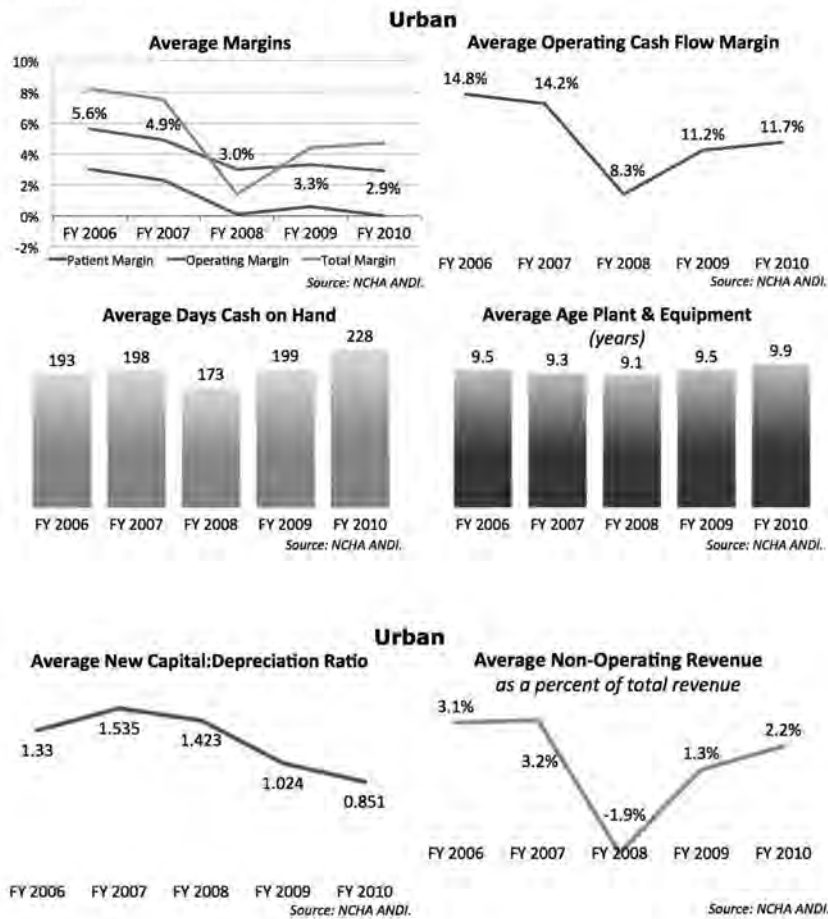 Urban
Average Margins
10%
8%
6%
4%
2%
0%
-2%
5.6%
4.9%
3.0%
3.3%
2.9%
FY 2006 FY 2007 FY 2008 FY 2009 FY 2010
Patient Margin Operating Margin Total Margin
Source: NCHA ANDI.
Average Operating Cash Flow Margin
14.8%
14.2%
8.3%
11.2%
11.7%
FY 2006 FY 2007 FY 2008 FY 2009 FY 2010
Source: NCHA ANDI.
Average Days Cash on Hand
193 198 173 199 228
FY 2006 FY 2007 FY 2008 FY 2009 FY 2010
Source: NCHA ANDI.
Average Age Plant & Equipment
(years)
9.5 9.3 9.1 9.5 9.9
FY 2006 FY 2007 FY 2008 FY 2009 FY 2010
Source: NCHA ANDI.
Urban
Average New Capital:Depreciation Ratio
1.33
1.535
1.423
1.024
0.851
FY 2006 FY 2007 FY 2008 FY 2009 FY 2010
Source: NCHA ANDI.
Average Non-Operating Revenue
as a percent of total revenue
3.1%
3.2%
-1.9%
1.3%
2.2%
FY 2006 FY 2007 FY 2008 FY 2009 FY 2010
Source: NCHA ANDI.